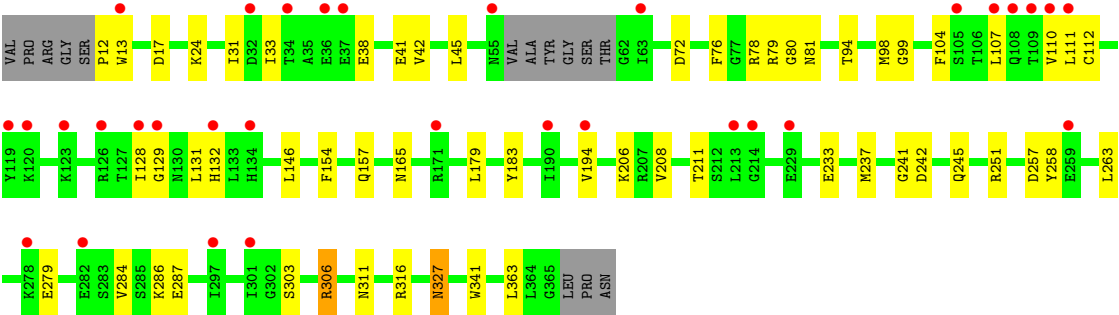 VAL PRO ARG GLY SER P12 W13 D17 K24 I31 D32 I33 T34 A35 E36 E37 E38 E41 V42 L45 N55 VAL ALA TYR GLY SER THR G62 I63 D72 F76 G77 R78 R79 G80 N81 T94 M98 G99 F104 S105 T106 L107 Q108 T109 V110 L111 C112
Y119 K120 K123 R126 T127 I128 G129 N130 L131 H132 L133 H134 L146 F154 Q157 N165 R171 L179 Y183 I190 V194 K206 R207 V208 T211 S212 L213 G214 E229 E233 M237 G241 D242 Q245 R251 D257 Y258 E259 L263
K278 E279 E282 S283 V284 S285 K286 E287 I297 I301 G302 S303 R306 N311 R316 N327 W341 L363 L364 G365 LEU PRO ASN